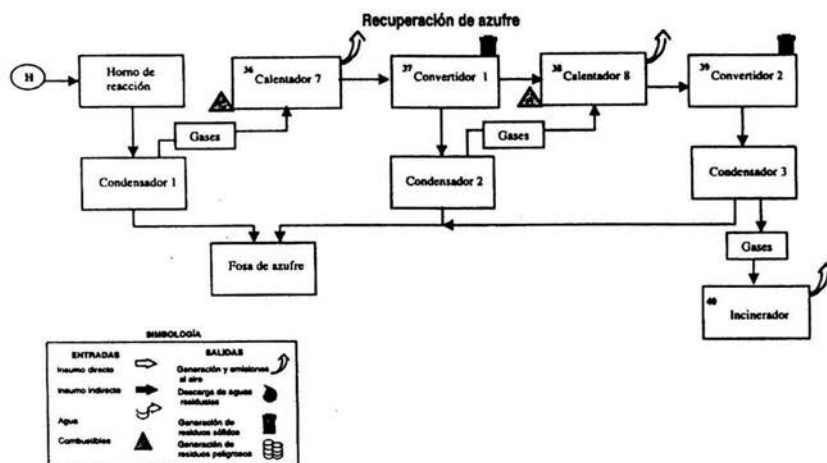 Recuperación de azufre
H
Horno de
reacción
36
Calentador 7
37
Convertidor 1
38
Calentador 8
39
Convertidor 2
Gases
Gases
Condensador 1
Condensador 2
Condensador 3
Fosa de azufre
Gases
40
Incinerador
SIMBOLOGÍA
ENTRADAS
SALIDAS
Insumo directo
Generación y emisiones
al aire
Insumo indirecto
Descarga de aguas
residuales
Agua
Generación de
residuos sólidos
Combustibles
Generación de
residuos peligrosos